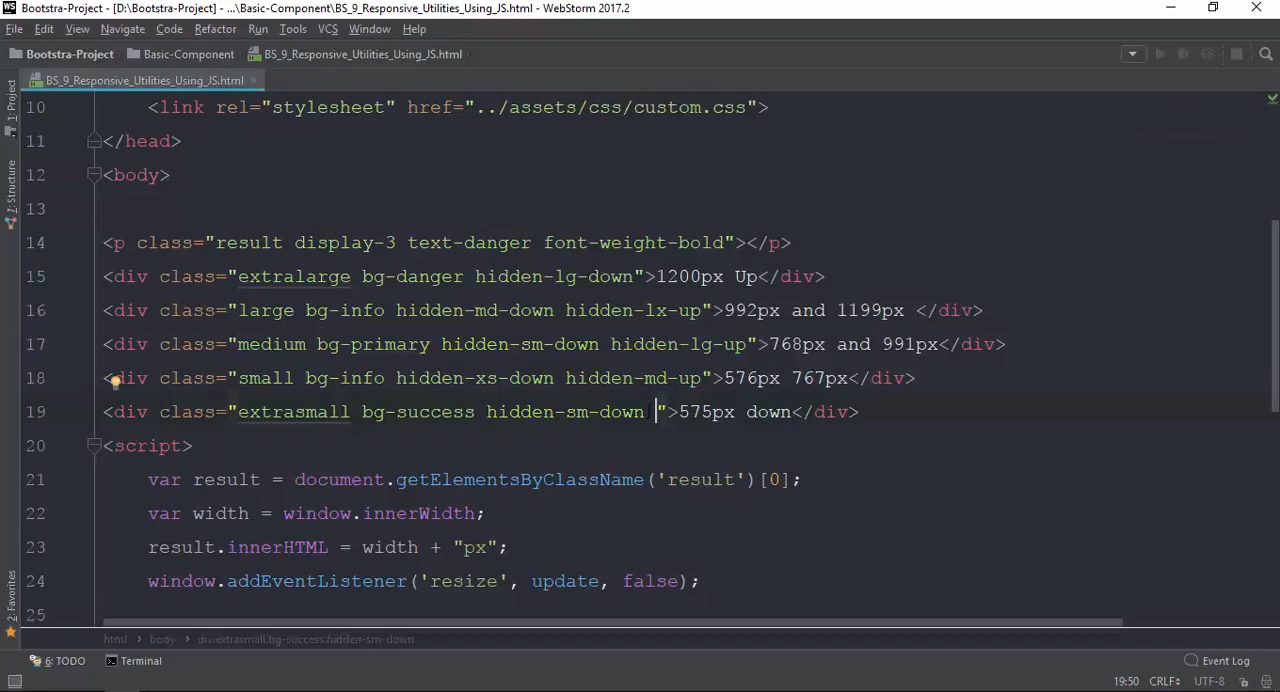 WS Bootstra-Project - [D:\Bootstra-Project] - ...\Basic-Component\BS_9_Responsive_Utilities_Using_JS.html - WebStorm 2017.2
File Edit View Navigate Code Refactor Run Tools VCS Window Help
Bootstra-Project Basic-Component BS_9_Responsive_Utilities_Using_JS.html
BS_9_Responsive_Utilities_Using_JS.html
1: Project
7: Structure
2: Favorites
10 <link rel="stylesheet" href="../assets/css/custom.css">
11 </head>
12 <body>
13
14 <p class="result display-3 text-danger font-weight-bold"></p>
15 <div class="extralarge bg-danger hidden-lg-down">1200px Up</div>
16 <div class="large bg-info hidden-md-down hidden-lx-up">992px and 1199px </div>
17 <div class="medium bg-primary hidden-sm-down hidden-lg-up">768px and 991px</div>
18 <div class="small bg-info hidden-xs-down hidden-md-up">576px 767px</div>
19 <div class="extrasmall bg-success hidden-sm-down ">575px down</div>
20 <script>
21 var result = document.getElementsByClassName('result')[0];
22 var width = window.innerWidth;
23 result.innerHTML = width + "px";
24 window.addEventListener('resize', update, false);
25
html › body › div.extrasmall.bg-success.hidden-sm-down
6: TODO Terminal Event Log
19:50 CRLF UTF-8